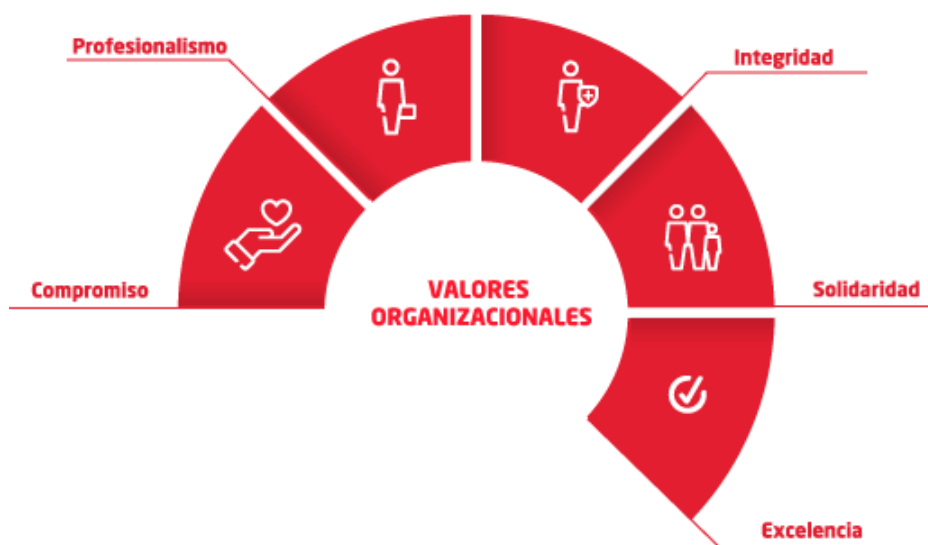 Profesionalismo
Integridad
Compromiso
VALORES
ORGANIZACIONALES
Solidaridad
Excelencia